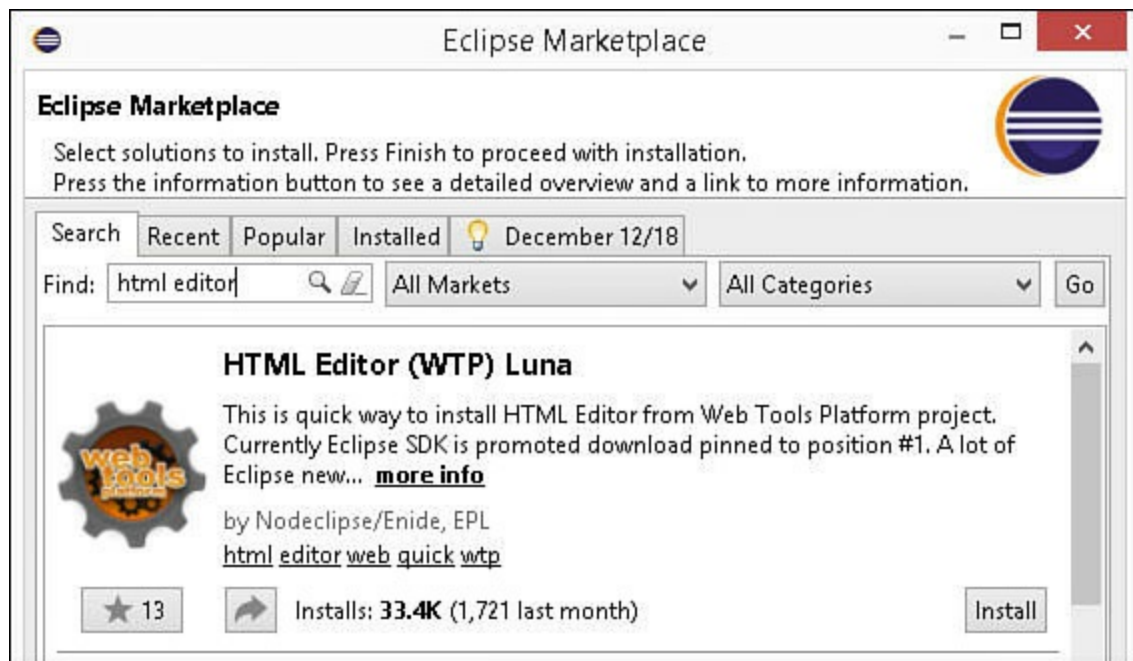 Eclipse Marketplace
Eclipse Marketplace
Select solutions to install. Press Finish to proceed with installation.
Press the information button to see a detailed overview and a link to more information.
Search Recent Popular Installed December 12/18
Find: html editor All Markets All Categories Go
HTML Editor (WTP) Luna
This is quick way to install HTML Editor from Web Tools Platform project.
Currently Eclipse SDK is promoted download pinned to position #1. A lot of
Eclipse new... more info
web
tools
platform
by Nodeclipse/Enide, EPL
html editor web quick wtp
13 Installs: 33.4K (1,721 last month) Install